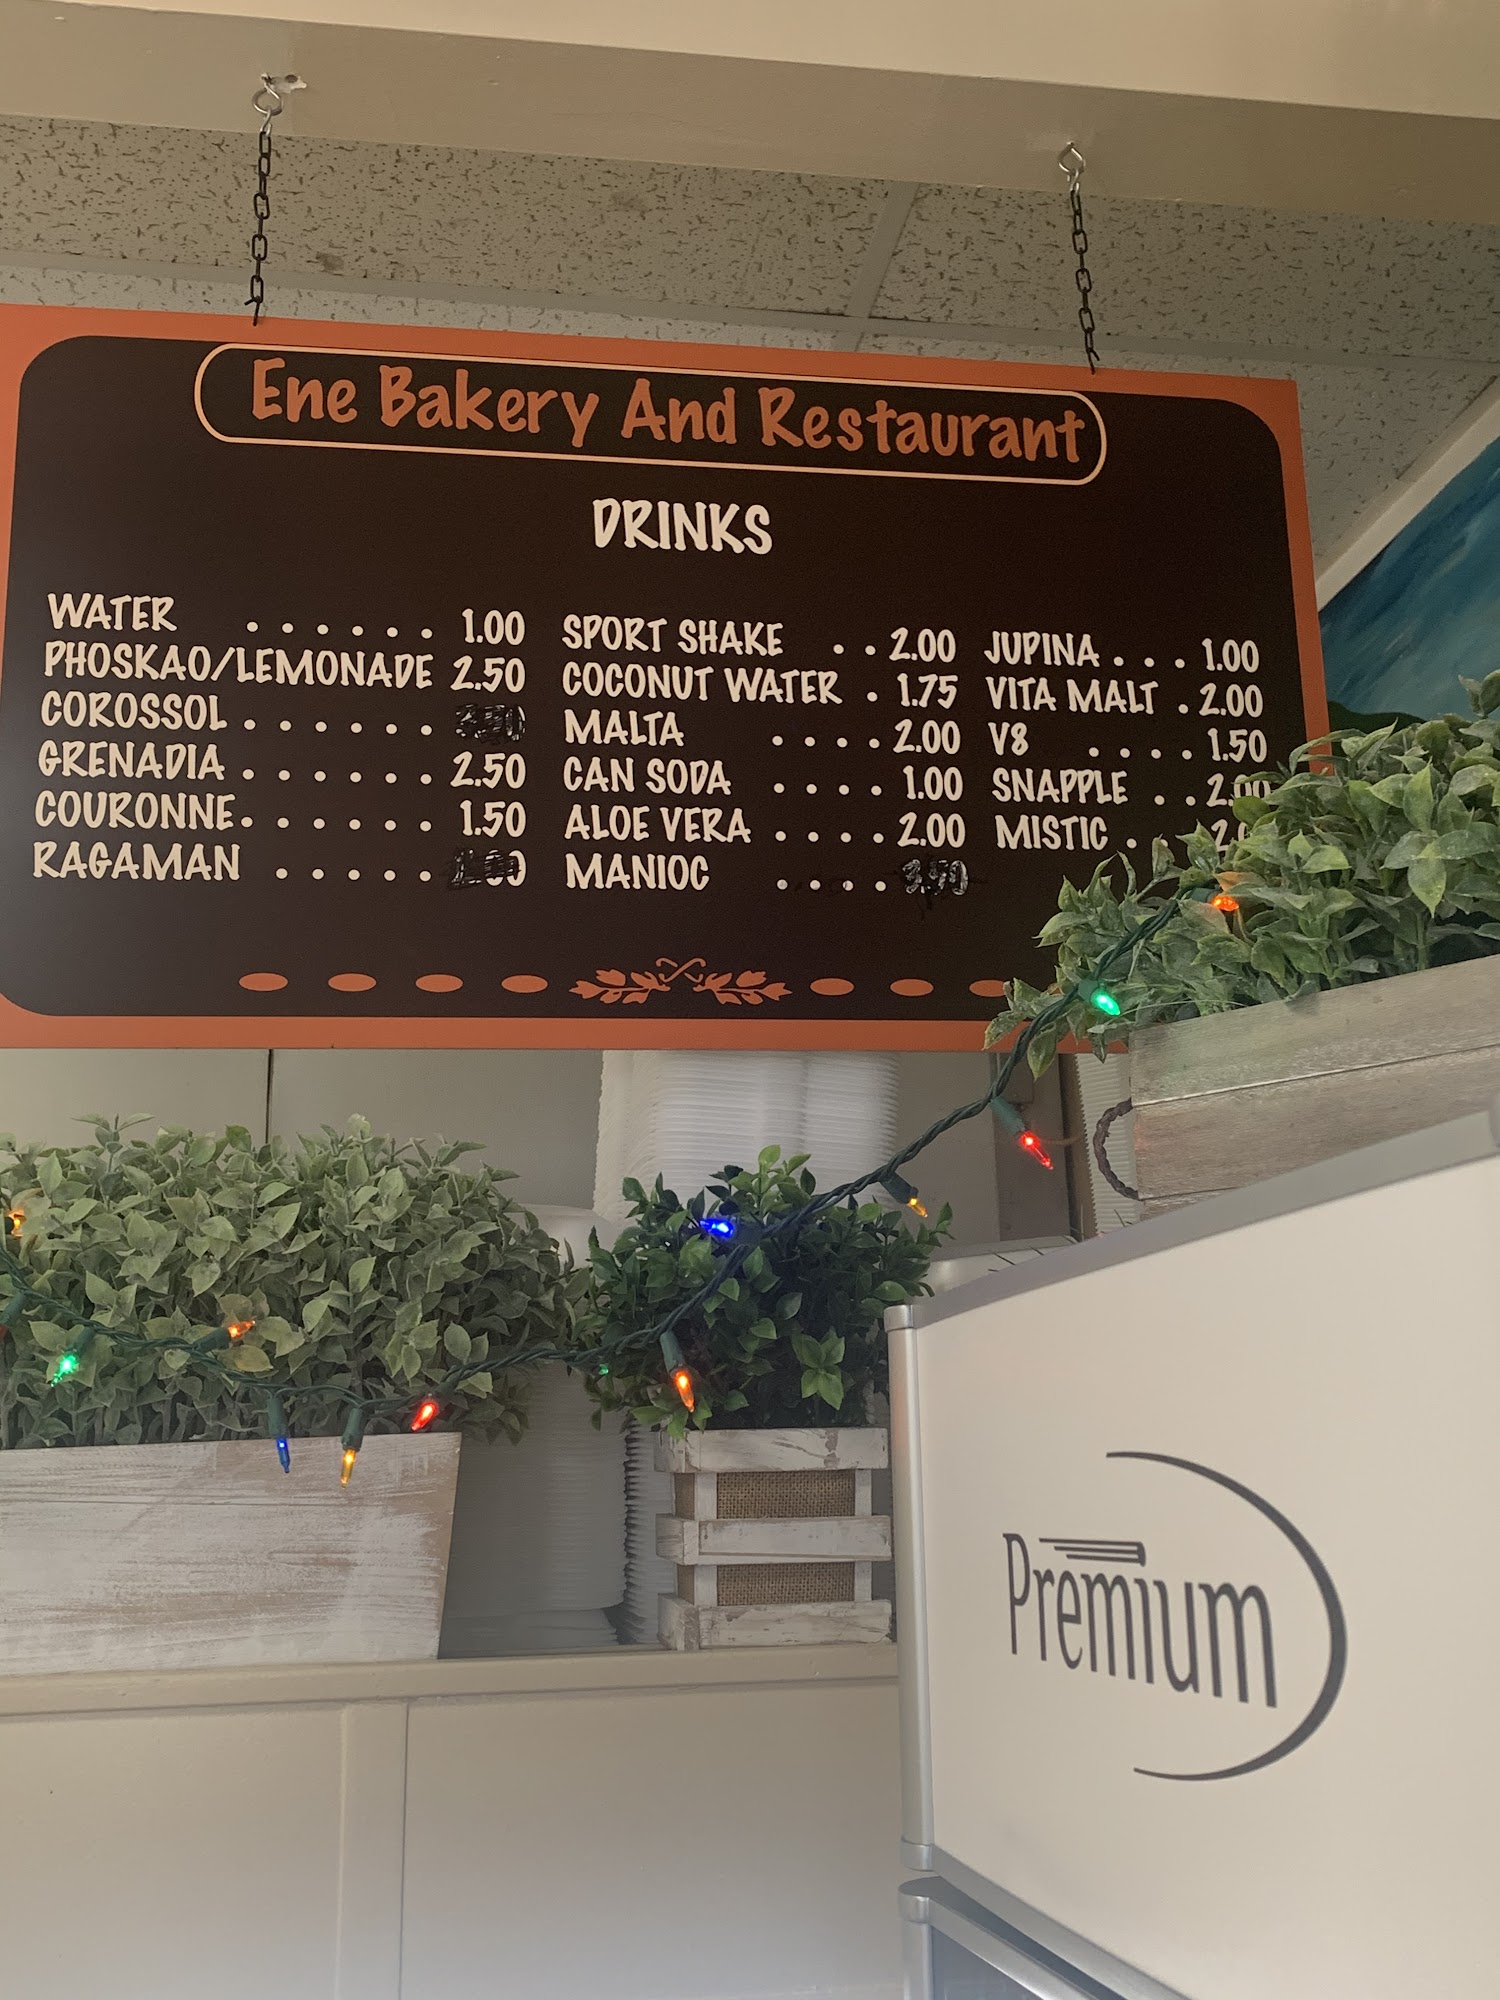 Ene Bakery And Restaurant
DRINKS
WATER . . . . . . 1.00
PHOSKAO/LEMONADE 2.50
COROSSOL . . . . . .
GRENADIA . . . . . . 2.50
COURONNE. . . . . . 1.50
RAGAMAN . . . . .
SPORT SHAKE . . 2.00
COCONUT WATER . 1.75
MALTA . . . . 2.00
CAN SODA . . . . 1.00
ALOE VERA . . . . 2.00
MANIOC . . . .
JUPINA . . . 1.00
VITA MALT . 2.00
V8 . . . . 1.50
SNAPPLE . . 2.00
MISTIC . .
Premium